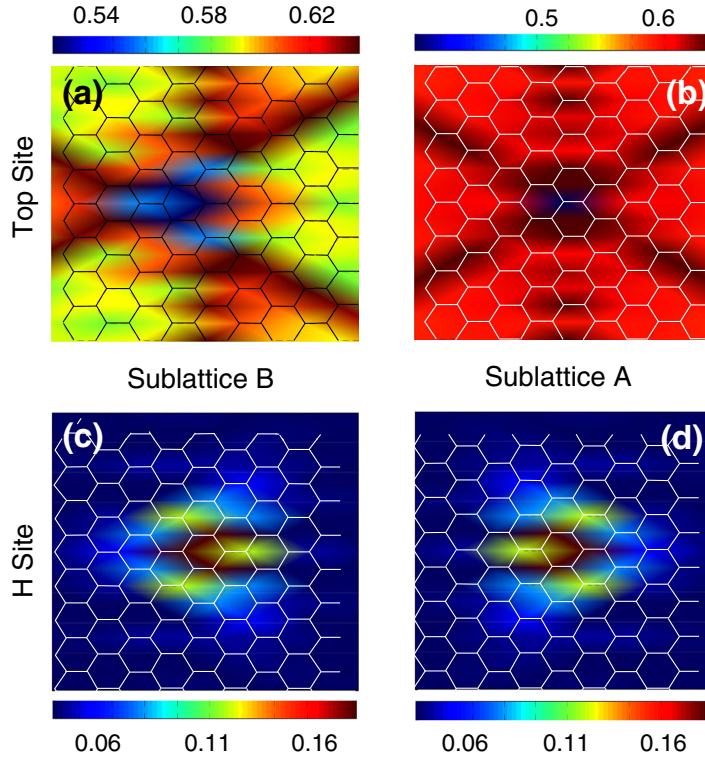 0.54 0.58 0.62
0.5 0.6
(a)
(b)
Top Site
Sublattice B
Sublattice A
(c)
(d)
H Site
0.06 0.11 0.16
0.06 0.11 0.16